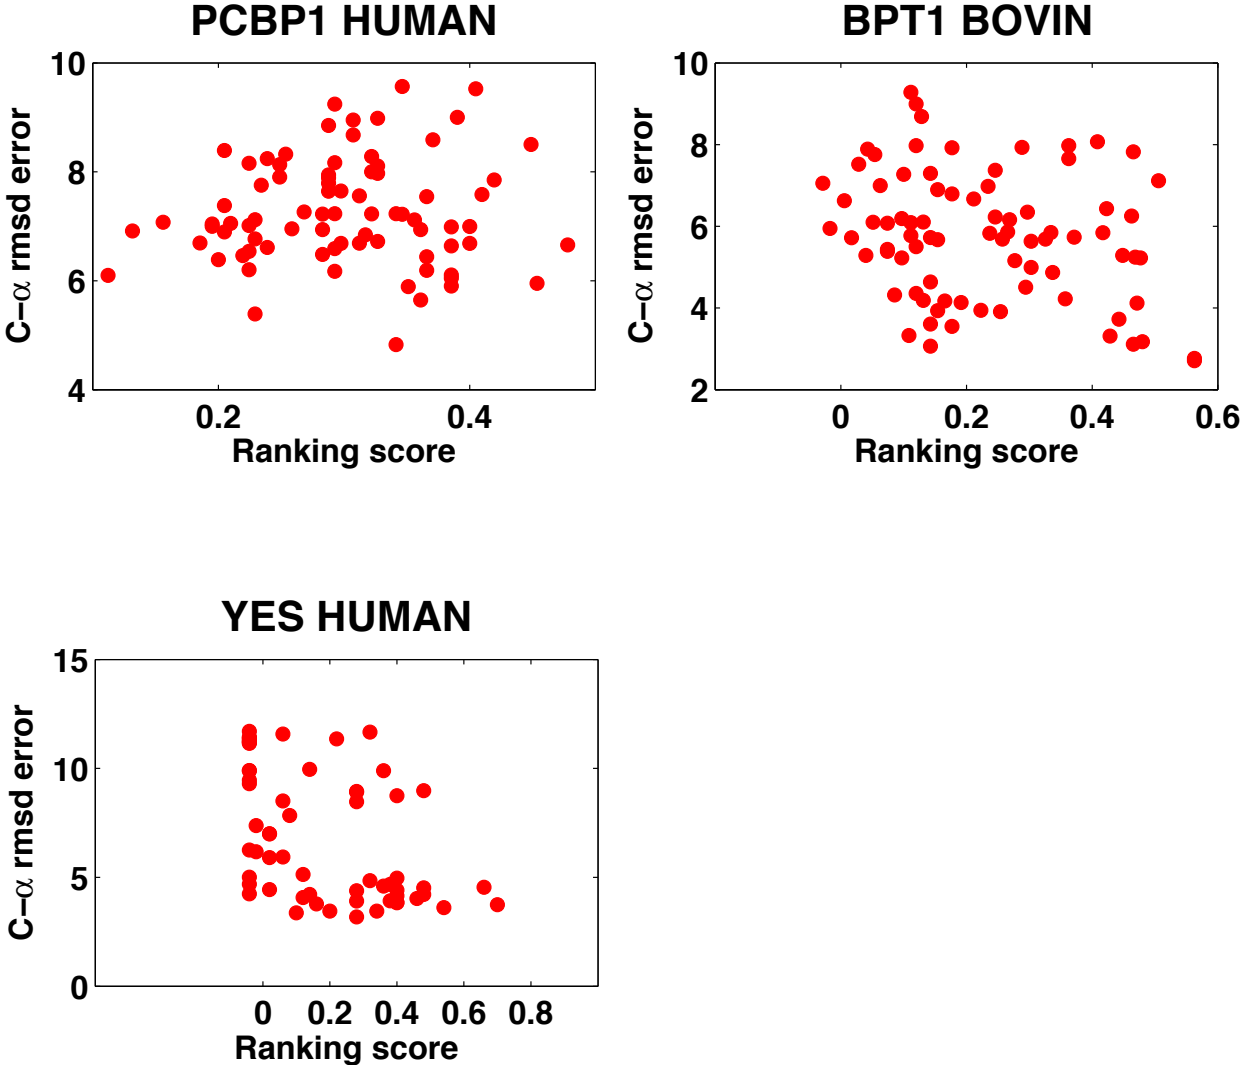 PCBP1 HUMAN
10
8
6
4
C−α rmsd error
0.2 0.4
Ranking score
BPT1 BOVIN
10
8
6
4
2
C−α rmsd error
0 0.2 0.4 0.6
Ranking score
YES HUMAN
15
10
5
0
C−α rmsd error
0 0.2 0.4 0.6 0.8
Ranking score